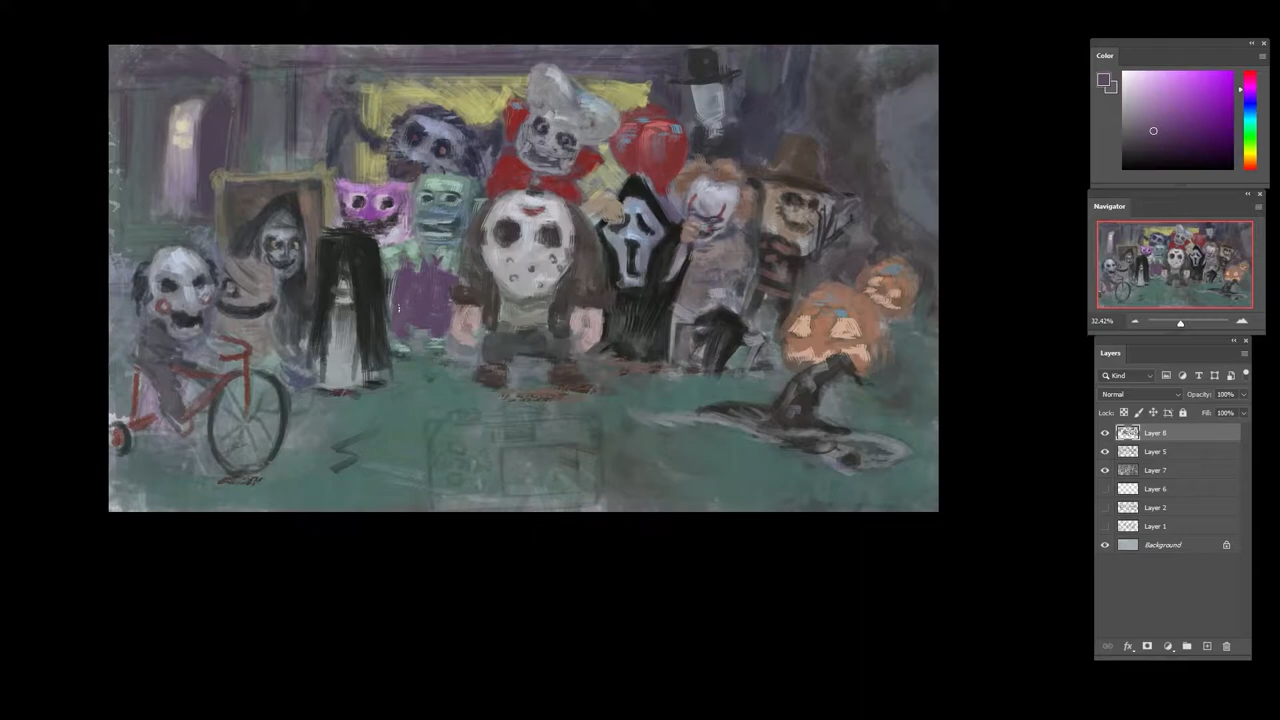 Color
Navigator
32.42%
Layers
Kind
Normal
Opacity: 100%
Lock:
Fill: 100%
Layer 8
Layer 5
Layer 7
Layer 6
Layer 2
Layer 1
Background
fx